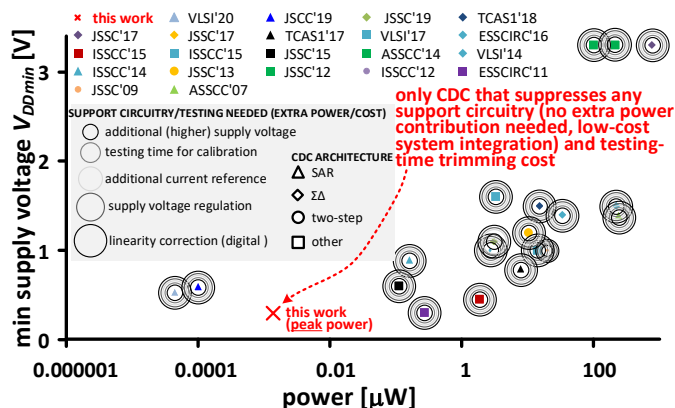 this work VLSI'20 JSCC'19 JSSC'19 TCAS1'18
JSSC'17 JSSC'17 TCAS1'17 VLSI'17 ESSCIRC'16
ISSCC'15 ISSCC'15 JSSC'15 ASSCC'14 VLSI'14
ISSCC'14 JSSC'13 JSSC'12 ISSCC'12 ESSCIRC'11
JSSC'09 ASSCC'07
SUPPORT CIRCUITRY/TESTING NEEDED (EXTRA POWER/COST)
additional (higher) supply voltage
testing time for calibration
additional current reference
supply voltage regulation
linearity correction (digital )
CDC ARCHITECTURE
SAR
ΣΔ
two-step
other
only CDC that suppresses any
support circuitry (no extra power
contribution needed, low-cost
system integration) and testing-
time trimming cost
this work
(peak power)
min supply voltage VDDmin [V]
3
2
1
0
0.000001 0.0001 0.01 1 100
power [μW]